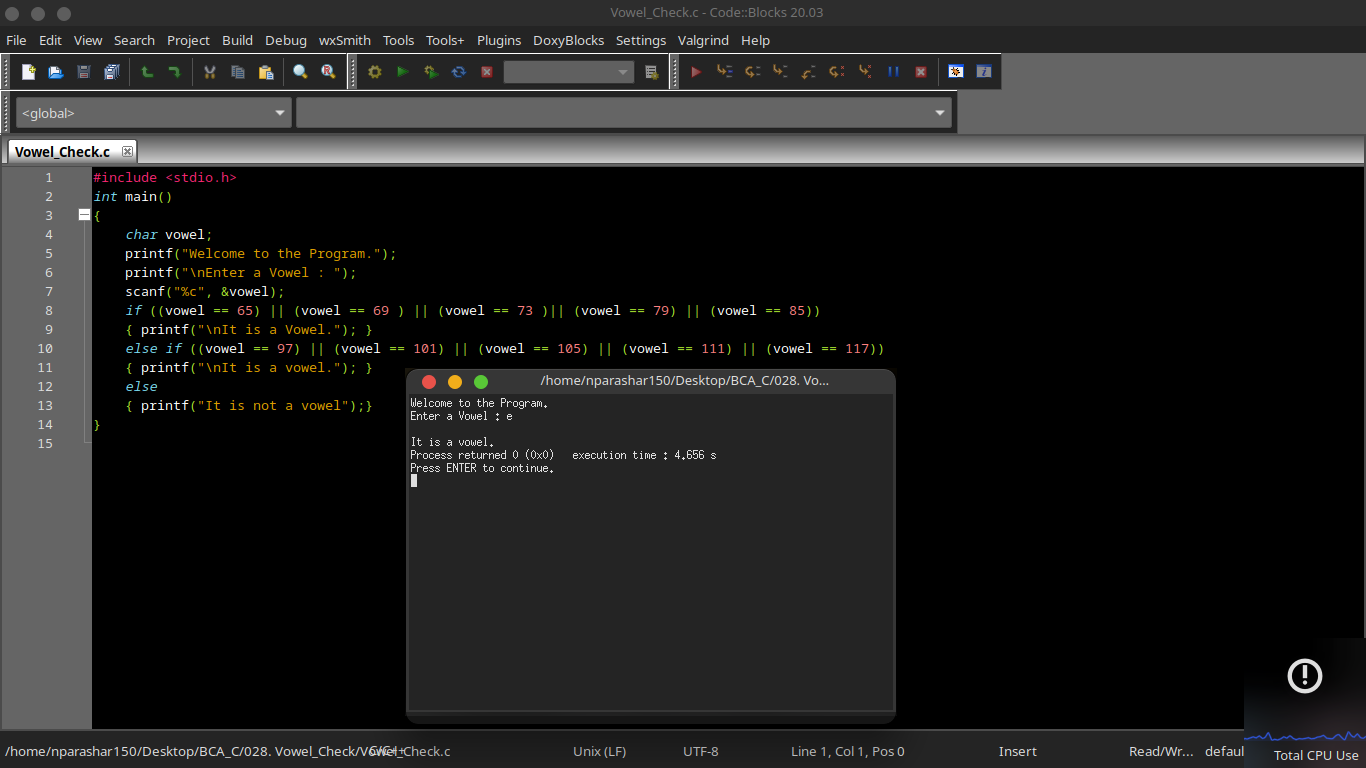 Vowel_Check.c - Code::Blocks 20.03
File Edit View Search Project Build Debug wxSmith Tools Tools+ Plugins DoxyBlocks Settings Valgrind Help
<global>
Vowel_Check.c
1 #include <stdio.h>
2 int main()
3 {
4 char vowel;
5 printf("Welcome to the Program.");
6 printf("\nEnter a Vowel : ");
7 scanf("%c", &vowel);
8 if ((vowel == 65) || (vowel == 69 ) || (vowel == 73 )|| (vowel == 79) || (vowel == 85))
9 { printf("\nIt is a Vowel."); }
10 else if ((vowel == 97) || (vowel == 101) || (vowel == 105) || (vowel == 111) || (vowel == 117))
11 { printf("\nIt is a vowel."); }
12 else
13 { printf("It is not a vowel");}
14 }
15
/home/nparashar150/Desktop/BCA_C/028. Vo...
Welcome to the Program.
Enter a Vowel : e
It is a vowel.
Process returned 0 (0x0) execution time : 4.656 s
Press ENTER to continue.
/home/nparashar150/Desktop/BCA_C/028. Vowel_Check/Vowel_Check.c Unix (LF) UTF-8 Line 1, Col 1, Pos 0 Insert Read/Wr... defaul
Total CPU Use